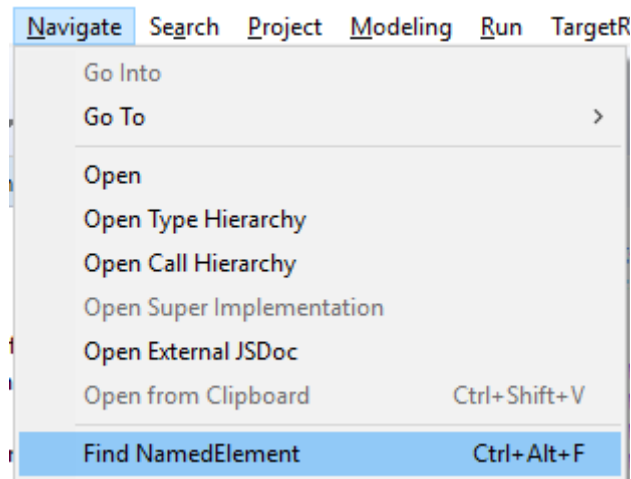 Navigate Search Project Modeling Run TargetR
Go Into
Go To
Open
Open Type Hierarchy
Open Call Hierarchy
Open Super Implementation
Open External JSDoc
Open from Clipboard Ctrl+Shift+V
Find NamedElement Ctrl+Alt+F